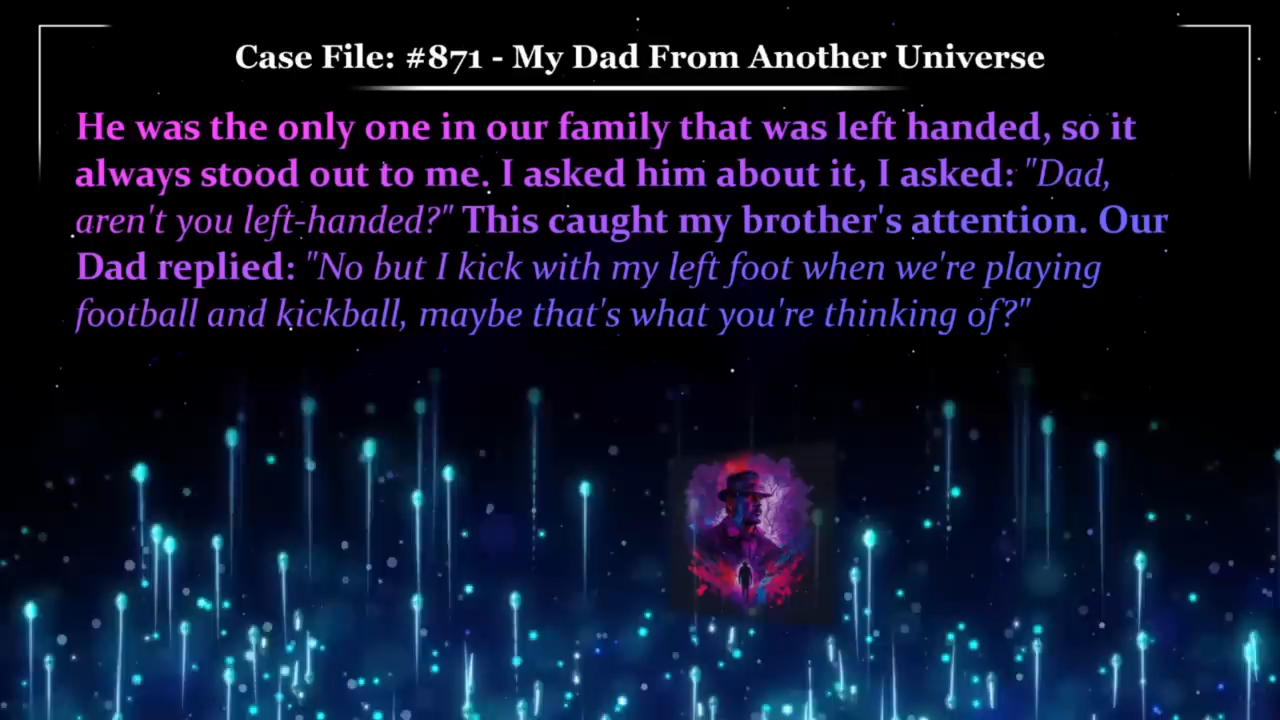 Case File: #871 - My Dad From Another Universe
He was the only one in our family that was left handed, so it
always stood out to me. I asked him about it, I asked: "Dad,
aren't you left-handed?" This caught my brother's attention. Our
Dad replied: "No but I kick with my left foot when we're playing
football and kickball, maybe that's what you're thinking of?"